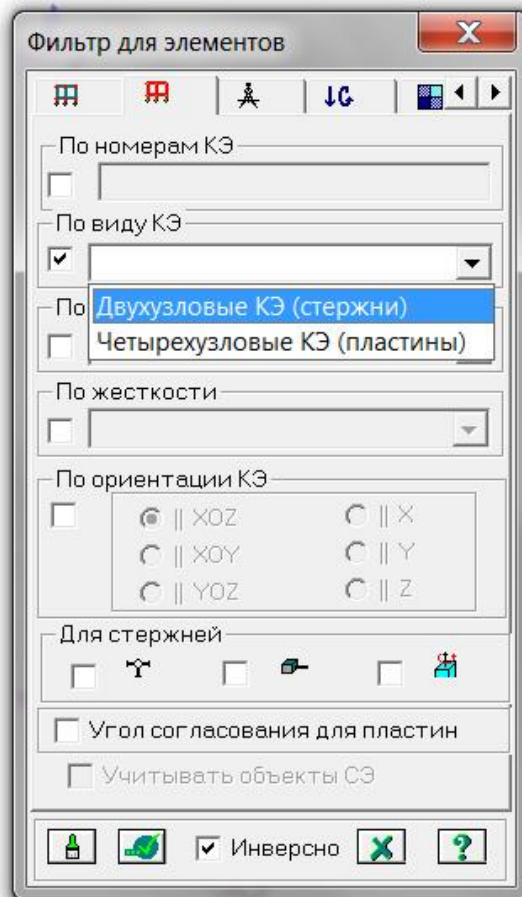 Фильтр для элементов
По номерам КЭ
По виду КЭ
Двухузловые КЭ (стержни)
По
Четырехузловые КЭ (пластины)
По жесткости
По ориентации КЭ
|| XOZ || X
|| XOY || Y
|| YOZ || Z
Для стержней
Угол согласования для пластин
Учитывать объекты СЭ
Инверсно ?